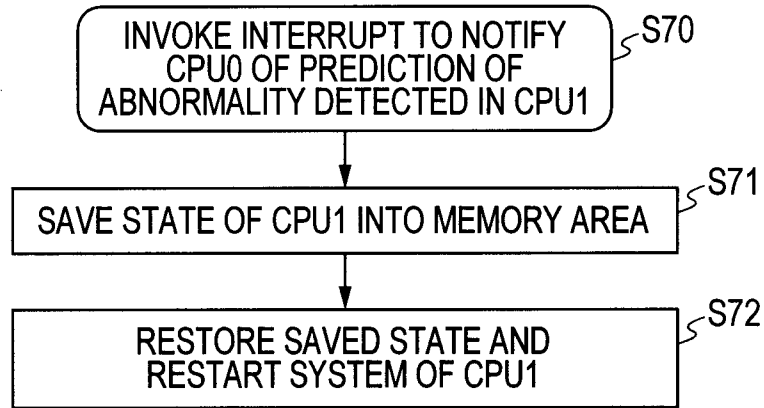 INVOKE INTERRUPT TO NOTIFY
CPU0 OF PREDICTION OF
ABNORMALITY DETECTED IN CPU1
S70
S71
SAVE STATE OF CPU1 INTO MEMORY AREA
S72
RESTORE SAVED STATE AND
RESTART SYSTEM OF CPU1